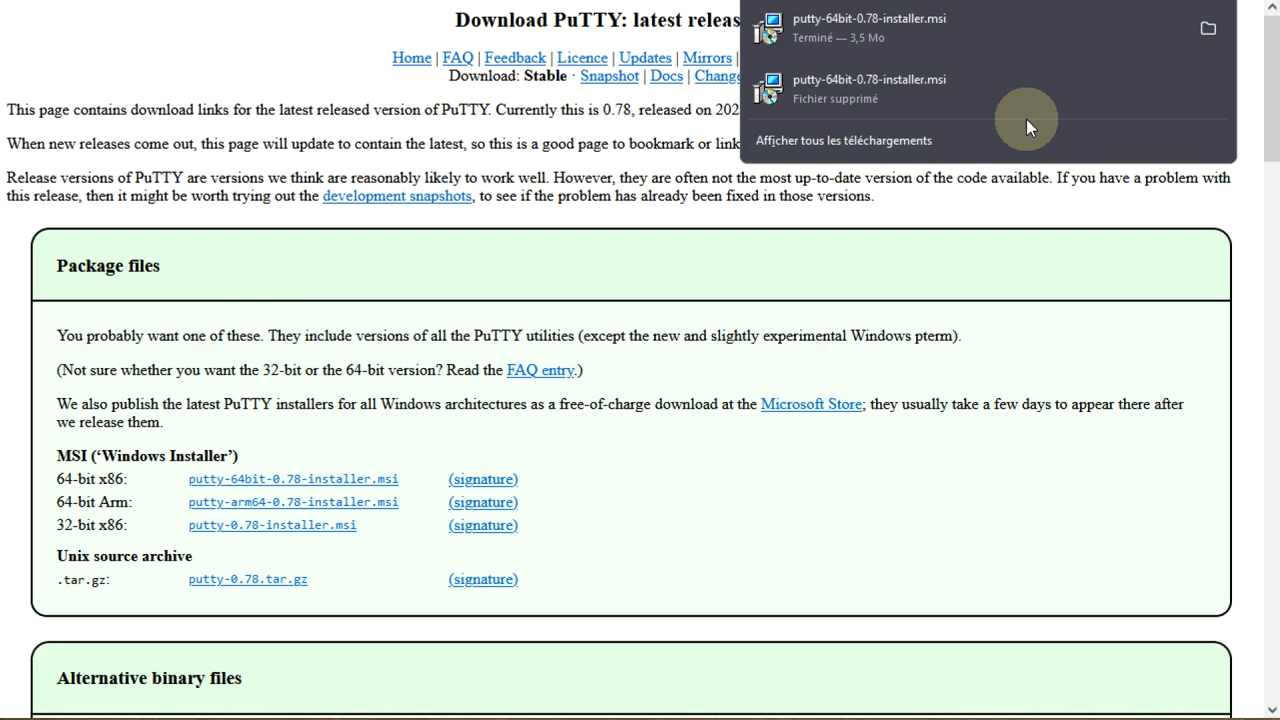 Download PuTTY: latest releas
Home | FAQ | Feedback | Licence | Updates | Mirrors |
Download: Stable · Snapshot | Docs | Change
putty-64bit-0.78-installer.msi
Terminé — 3,5 Mo
putty-64bit-0.78-installer.msi
Fichier supprimé
Afficher tous les téléchargements
This page contains download links for the latest released version of PuTTY. Currently this is 0.78, released on 202
When new releases come out, this page will update to contain the latest, so this is a good page to bookmark or link
Release versions of PuTTY are versions we think are reasonably likely to work well. However, they are often not the most up-to-date version of the code available. If you have a problem with
this release, then it might be worth trying out the development snapshots, to see if the problem has already been fixed in those versions.
Package files
You probably want one of these. They include versions of all the PuTTY utilities (except the new and slightly experimental Windows pterm).
(Not sure whether you want the 32-bit or the 64-bit version? Read the FAQ entry.)
We also publish the latest PuTTY installers for all Windows architectures as a free-of-charge download at the Microsoft Store; they usually take a few days to appear there after
we release them.
MSI (‘Windows Installer’)
64-bit x86: putty-64bit-0.78-installer.msi (signature)
64-bit Arm: putty-arm64-0.78-installer.msi (signature)
32-bit x86: putty-0.78-installer.msi (signature)
Unix source archive
.tar.gz: putty-0.78.tar.gz (signature)
Alternative binary files